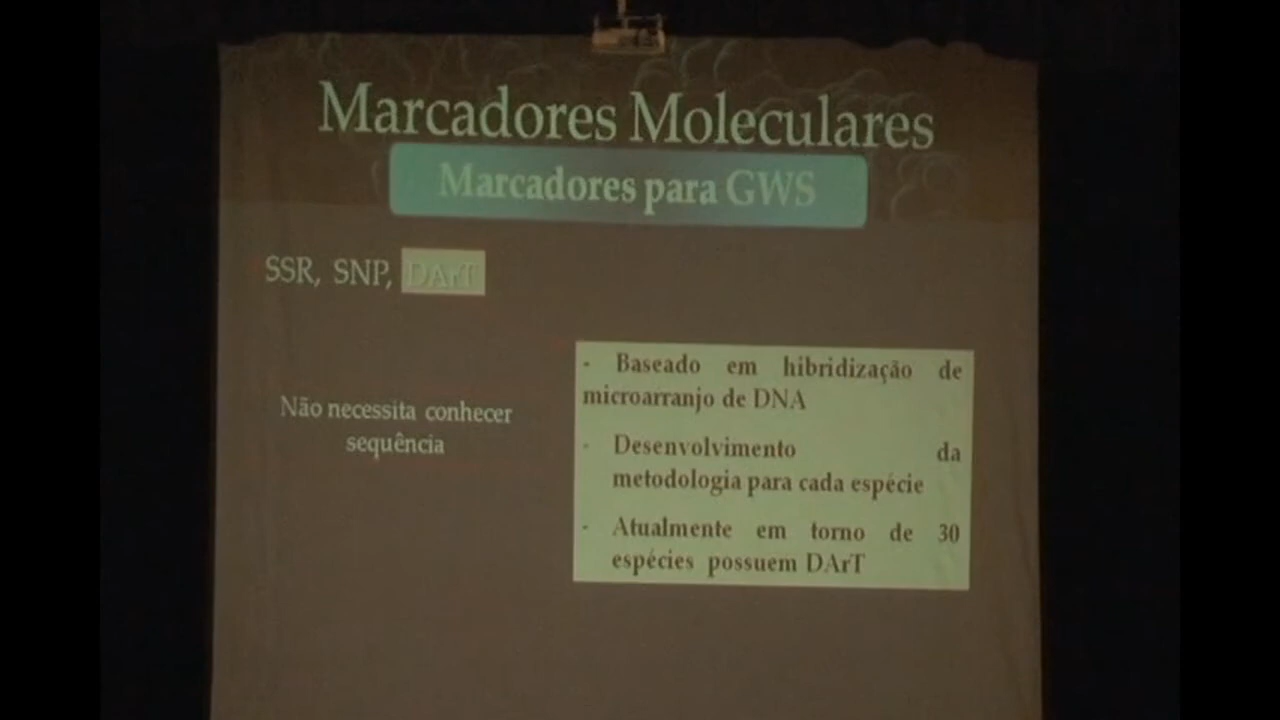 Marcadores Moleculares
Marcadores para GWS
SSR, SNP, DArT
Não necessita conhecer
sequência
- Baseado em hibridização de
microarranjo de DNA
- Desenvolvimento da
metodologia para cada espécie
- Atualmente em torno de 30
espécies possuem DArT